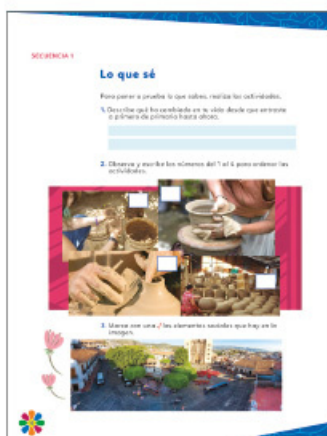 SECUENCIA 1
Lo que sé
Para poner a prueba lo que sabes, realiza las actividades.
1. Describe qué ha cambiado en tu vida desde que entraste
a primero de primaria hasta ahora.
2. Observa y escribe los números del 1 al 4 para ordenar las
actividades.
3. Marca con una ✓ los elementos sociales que hay en la
imagen.